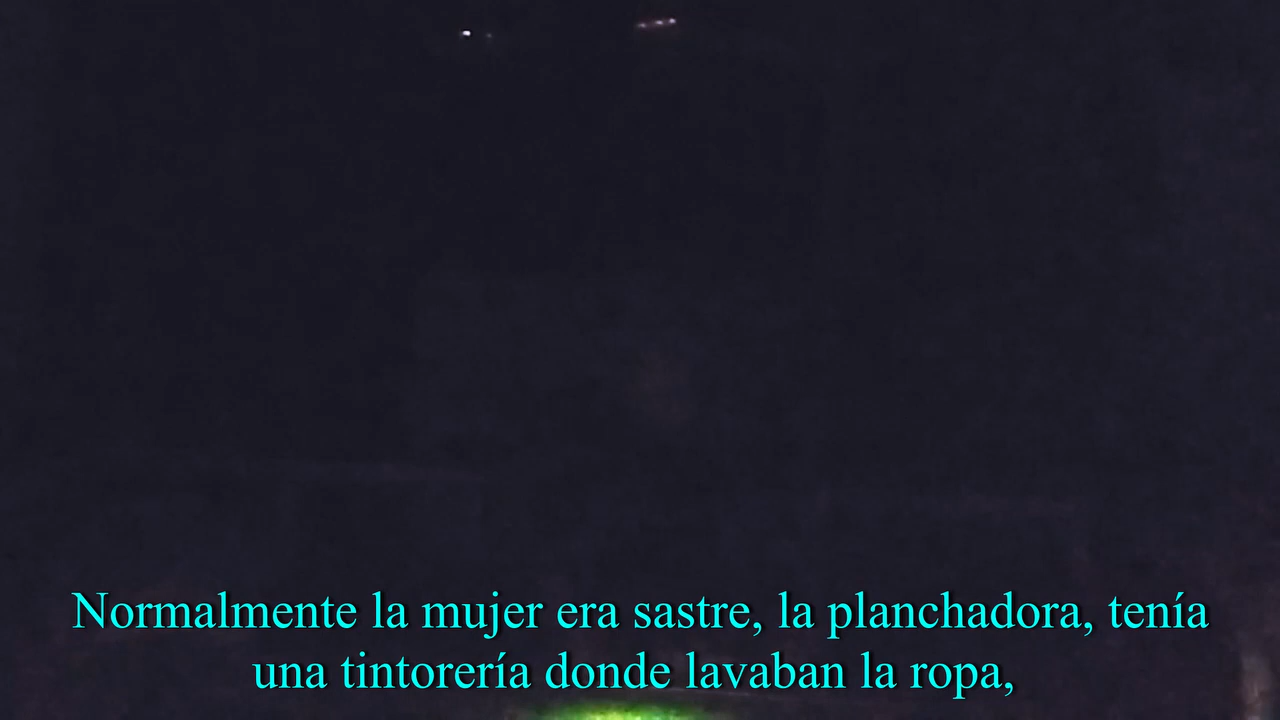 Normalmente la mujer era sastre, la planchadora, tenía
una tintorería donde lavaban la ropa,